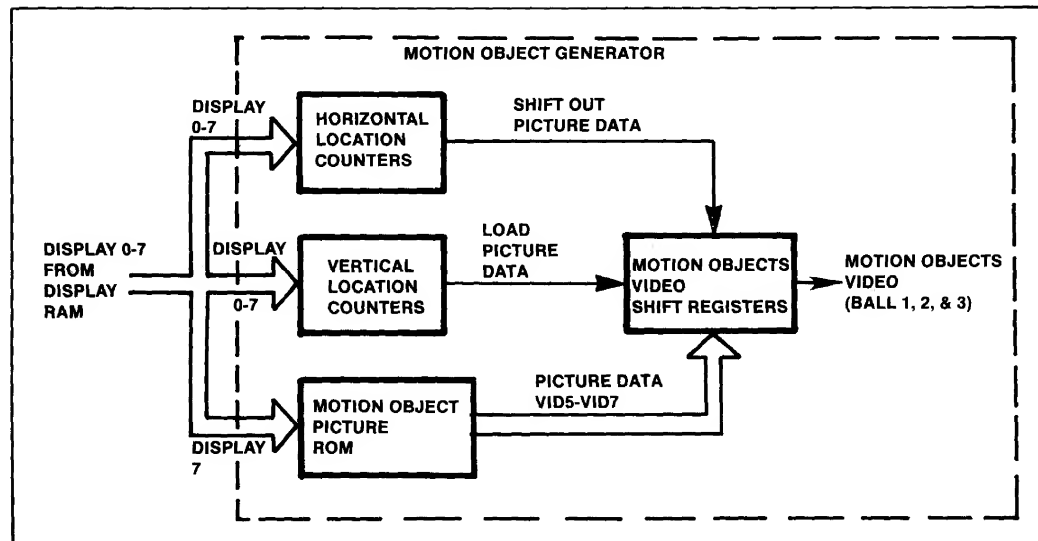 MOTION OBJECT GENERATOR
DISPLAY
0-7
HORIZONTAL
LOCATION
COUNTERS
SHIFT OUT
PICTURE DATA
DISPLAY 0-7
FROM
DISPLAY
RAM
DISPLAY
0-7
VERTICAL
LOCATION
COUNTERS
LOAD
PICTURE
DATA
MOTION OBJECTS
VIDEO
SHIFT REGISTERS
MOTION OBJECTS
VIDEO
(BALL 1, 2, & 3)
DISPLAY
7
MOTION OBJECT
PICTURE
ROM
PICTURE DATA
VID5-VID7